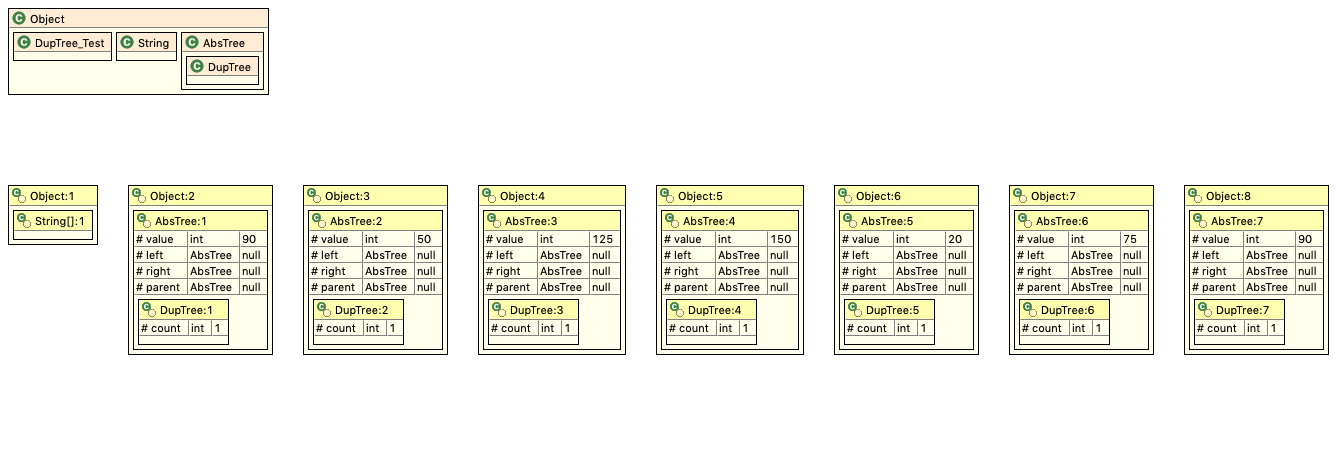 C Object
C DupTree_Test C String C AbsTree
C DupTree
C Object:1 C Object:2 C Object:3 C Object:4 C Object:5 C Object:6 C Object:7 C Object:8
C String[]:1 C AbsTree:1 C AbsTree:2 C AbsTree:3 C AbsTree:4 C AbsTree:5 C AbsTree:6 C AbsTree:7
# value int 90 # value int 50 # value int 125 # value int 150 # value int 20 # value int 75 # value int 90
# left AbsTree null # left AbsTree null # left AbsTree null # left AbsTree null # left AbsTree null # left AbsTree null # left AbsTree null
# right AbsTree null # right AbsTree null # right AbsTree null # right AbsTree null # right AbsTree null # right AbsTree null # right AbsTree null
# parent AbsTree null # parent AbsTree null # parent AbsTree null # parent AbsTree null # parent AbsTree null # parent AbsTree null # parent AbsTree null
C DupTree:1 C DupTree:2 C DupTree:3 C DupTree:4 C DupTree:5 C DupTree:6 C DupTree:7
# count int 1 # count int 1 # count int 1 # count int 1 # count int 1 # count int 1 # count int 1